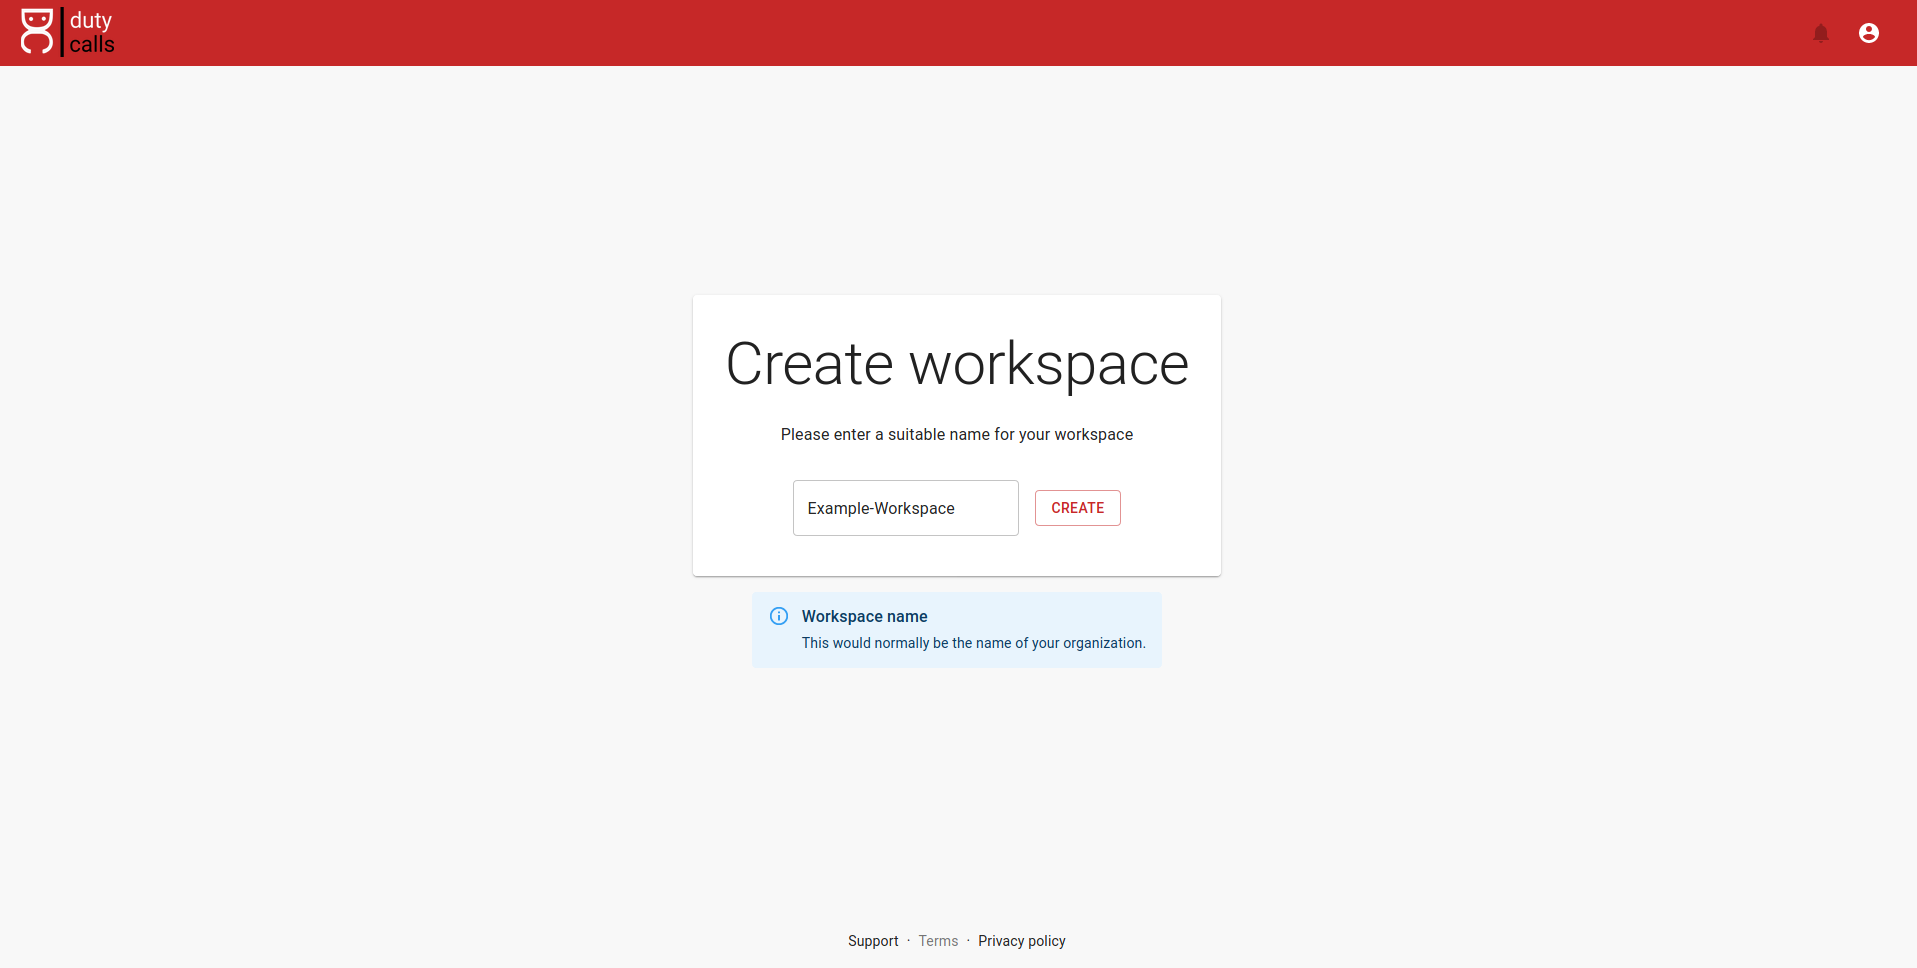 duty
calls
Create workspace
Please enter a suitable name for your workspace
Example-Workspace
CREATE
Workspace name
This would normally be the name of your organization.
Support · Terms · Privacy policy